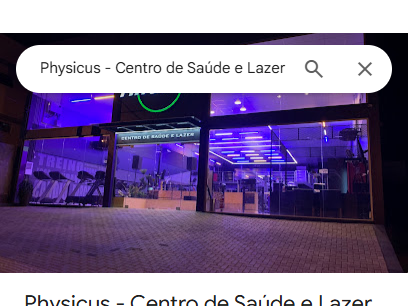 Physicus - Centro de Saúde e Lazer
CENTRO DE SAÚDE E LAZER
Physicus - Centro de Saúde e Lazer